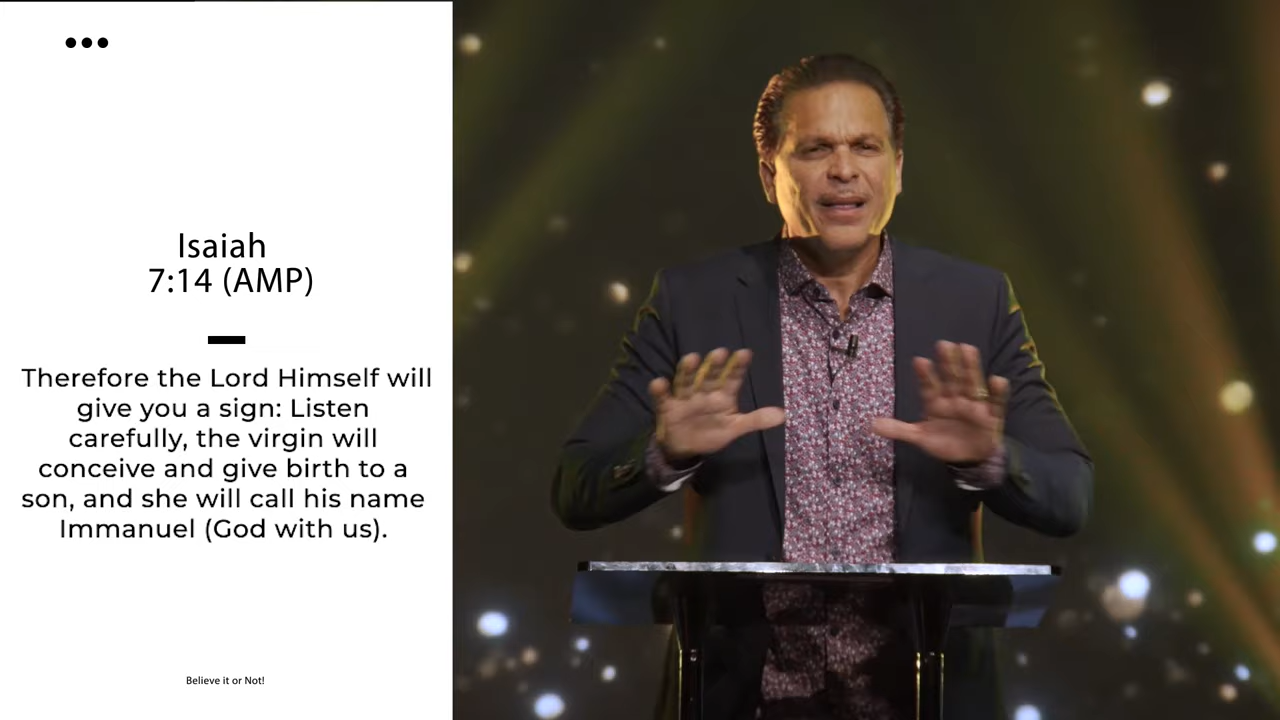 Isaiah
7:14 (AMP)
Therefore the Lord Himself will
give you a sign: Listen
carefully, the virgin will
conceive and give birth to a
son, and she will call his name
Immanuel (God with us).
Believe it or Not!